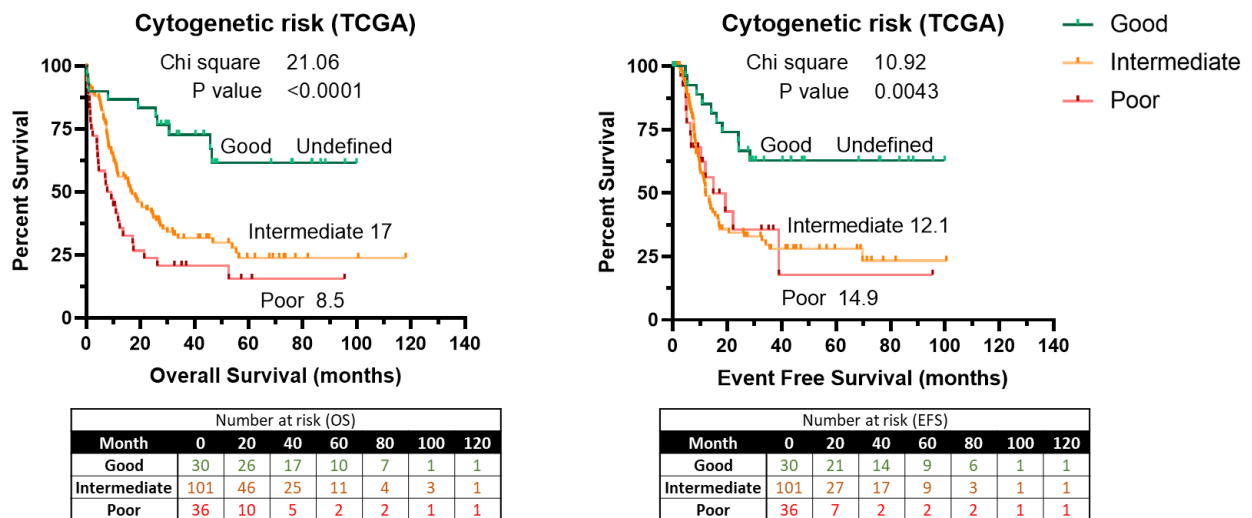 Cytogenetic risk (TCGA)
Chi square 21.06
P value <0.0001
Percent Survival
100
75
50
25
0
Good Undefined
Intermediate 17
Poor 8.5
0 20 40 60 80 100 120 140
Overall Survival (months)
Number at risk (OS)
Month 0 20 40 60 80 100 120
Good 30 26 17 10 7 1 1
Intermediate 101 46 25 11 4 3 1
Poor 36 10 5 2 2 1 1
Cytogenetic risk (TCGA)
Chi square 10.92
P value 0.0043
Percent Survival
100
75
50
25
0
Good Undefined
Intermediate 12.1
Poor 14.9
0 20 40 60 80 100 120 140
Event Free Survival (months)
Number at risk (EFS)
Month 0 20 40 60 80 100 120
Good 30 21 14 9 6 1 1
Intermediate 101 27 17 9 3 1 1
Poor 36 7 2 2 2 1 1
Good
Intermediate
Poor